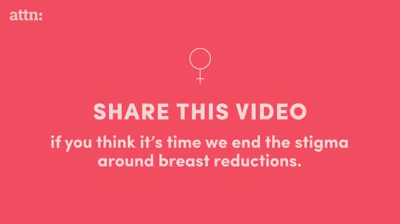 attn:
SHARE THIS VIDEO
if you think it's time we end the stigma
around breast reductions.